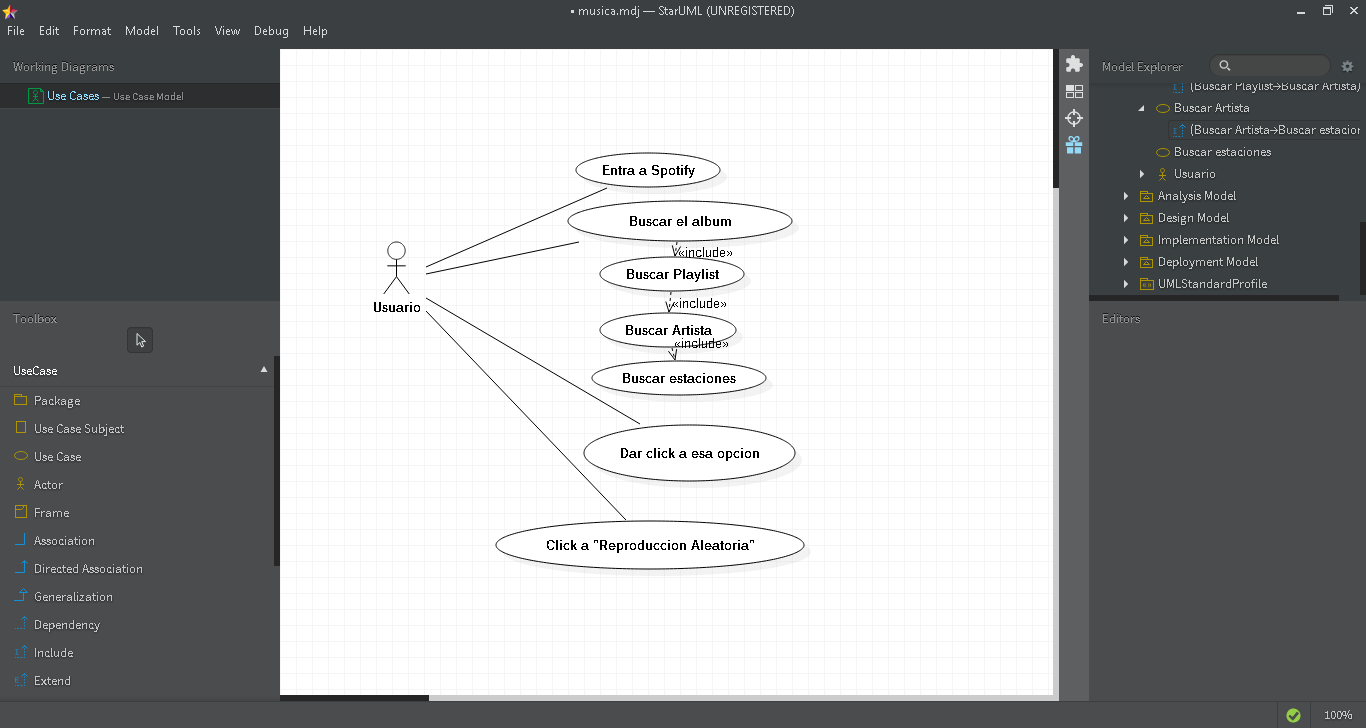 • musica.mdj — StarUML (UNREGISTERED)
File Edit Format Model Tools View Debug Help
Working Diagrams
Use Cases — Use Case Model
Toolbox
UseCase
Package
Use Case Subject
Use Case
Actor
Frame
Association
Directed Association
Generalization
Dependency
Include
Extend
Entra a Spotify
Buscar el album
«include»
Buscar Playlist
«include»
Buscar Artista
«include»
Buscar estaciones
Usuario
Dar click a esa opcion
Click a "Reproduccion Aleatoria"
Model Explorer
(Buscar Playlist→Buscar Artista)
Buscar Artista
(Buscar Artista→Buscar estacior
Buscar estaciones
Usuario
Analysis Model
Design Model
Implementation Model
Deployment Model
UMLStandardProfile
Editors
100%